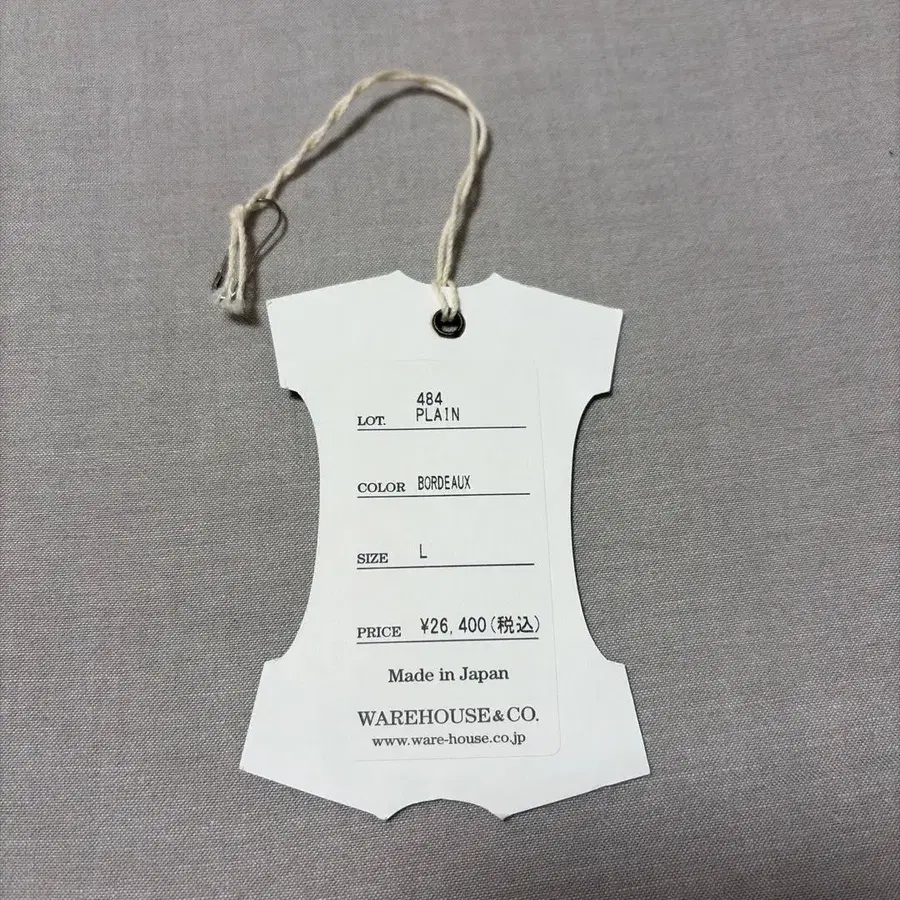 484
LOT. PLAIN
COLOR BORDEAUX
SIZE L
PRICE ¥26,400(税込)
Made in Japan
WAREHOUSE&CO.
www.ware-house.co.jp